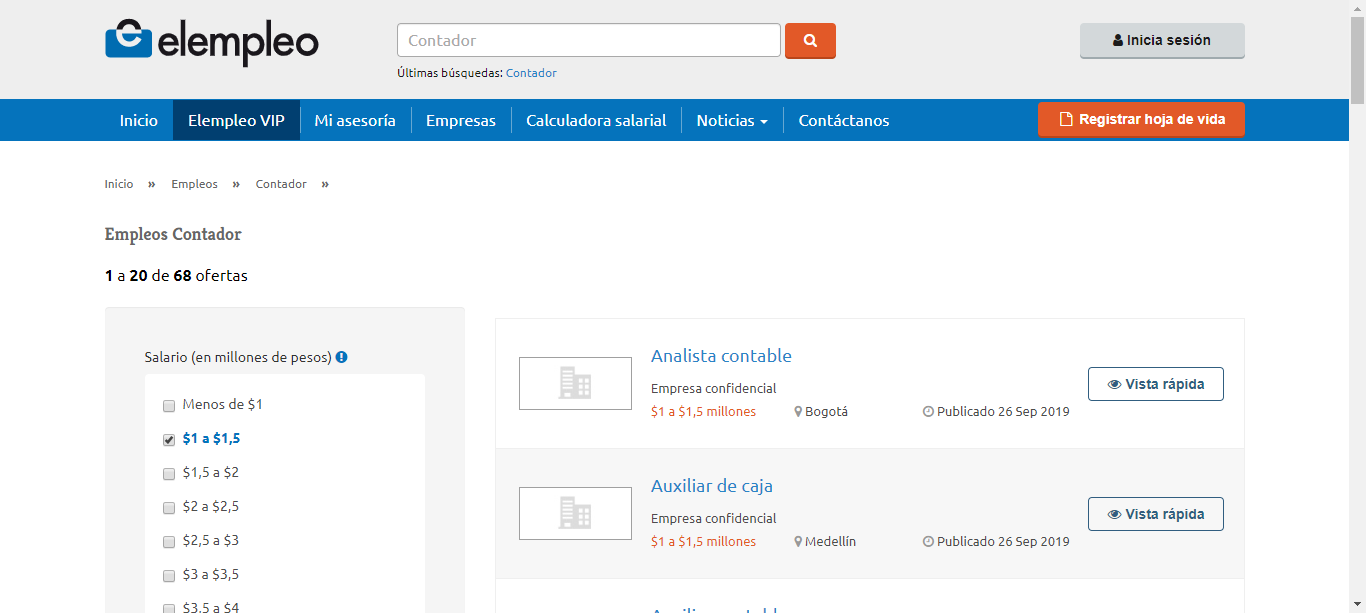 elempleo
Contador
Últimas búsquedas: Contador
Inicia sesión
Inicio Elempleo VIP Mi asesoría Empresas Calculadora salarial Noticias Contáctanos Registrar hoja de vida
Inicio » Empleos » Contador »
Empleos Contador
1 a 20 de 68 ofertas
Salario (en millones de pesos)
Menos de $1
$1 a $1,5
$1,5 a $2
$2 a $2,5
$2,5 a $3
$3 a $3,5
$3,5 a $4
Analista contable
Empresa confidencial
$1 a $1,5 millones Bogotá Publicado 26 Sep 2019
Vista rápida
Auxiliar de caja
Empresa confidencial
$1 a $1,5 millones Medellín Publicado 26 Sep 2019
Vista rápida